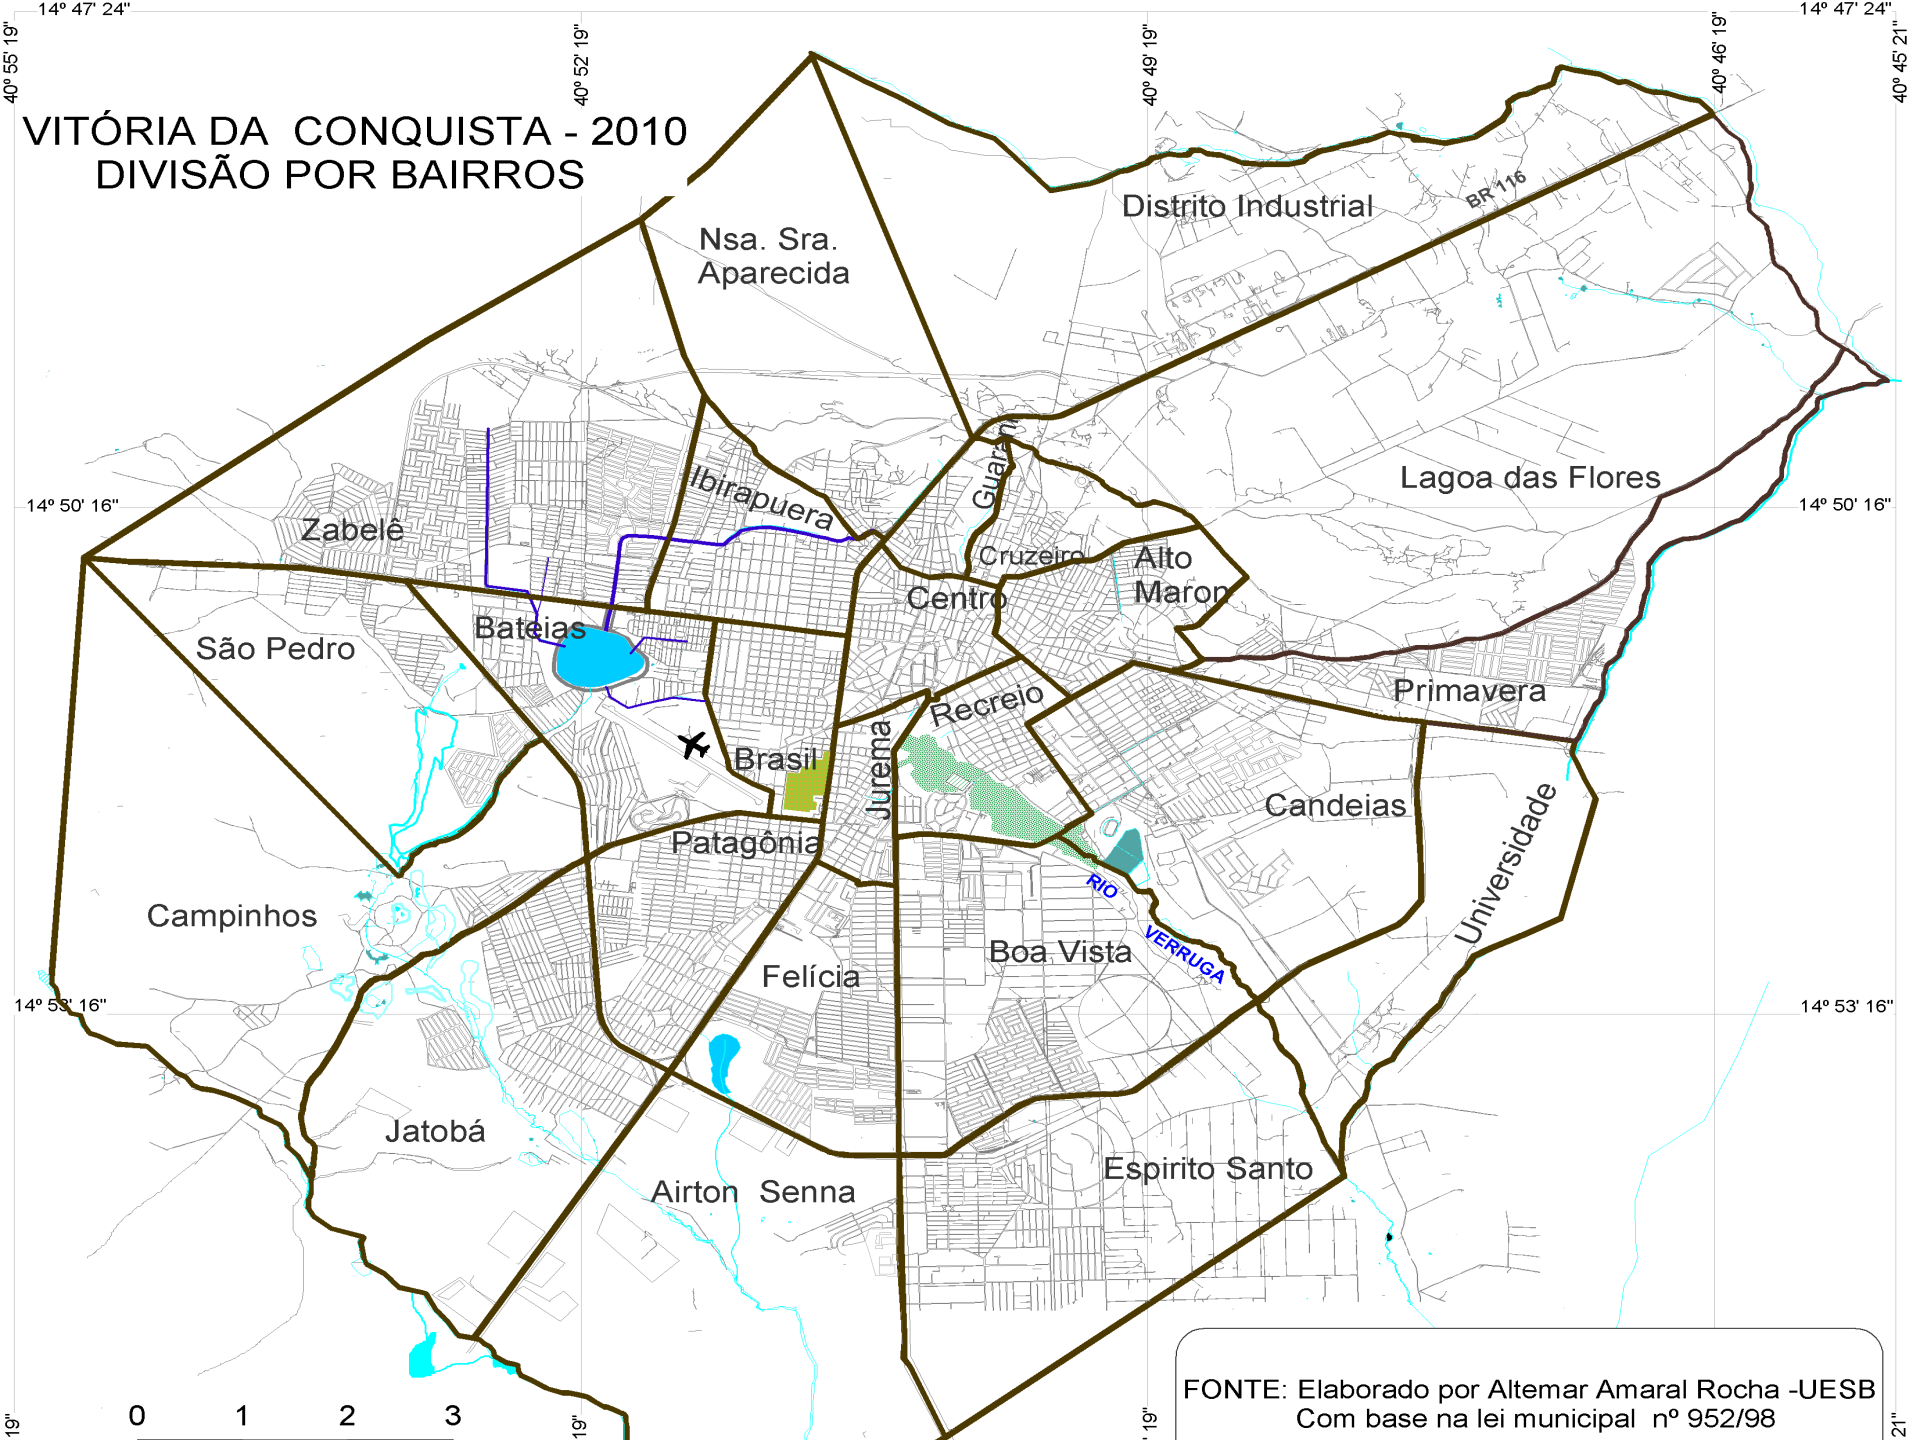 14º 47' 24"
14º 47' 24"
40º 55' 19"
40º 52' 19"
40º 49' 19"
40º 46' 19"
40º 45' 21"
VITÓRIA DA CONQUISTA - 2010
DIVISÃO POR BAIRROS
BR 116
Distrito Industrial
Nsa. Sra.
Aparecida
Lagoa das Flores
Guarani
Ibirapuera
14º 50' 16"
14º 50' 16"
Zabelê
Cruzeiro
Alto
Maron
Centro
Bateias
São Pedro
Primavera
Recreio
Brasil
Jurema
Candeias
Universidade
Patagônia
RIO
VERRUGA
Campinhos
Boa Vista
Felícia
14º 53' 16"
14º 53' 16"
Jatobá
Espirito Santo
Airton Senna
FONTE: Elaborado por Altemar Amaral Rocha -UESB
Com base na lei municipal nº 952/98
0 1 2 3
19"
19"
' 19"
21"